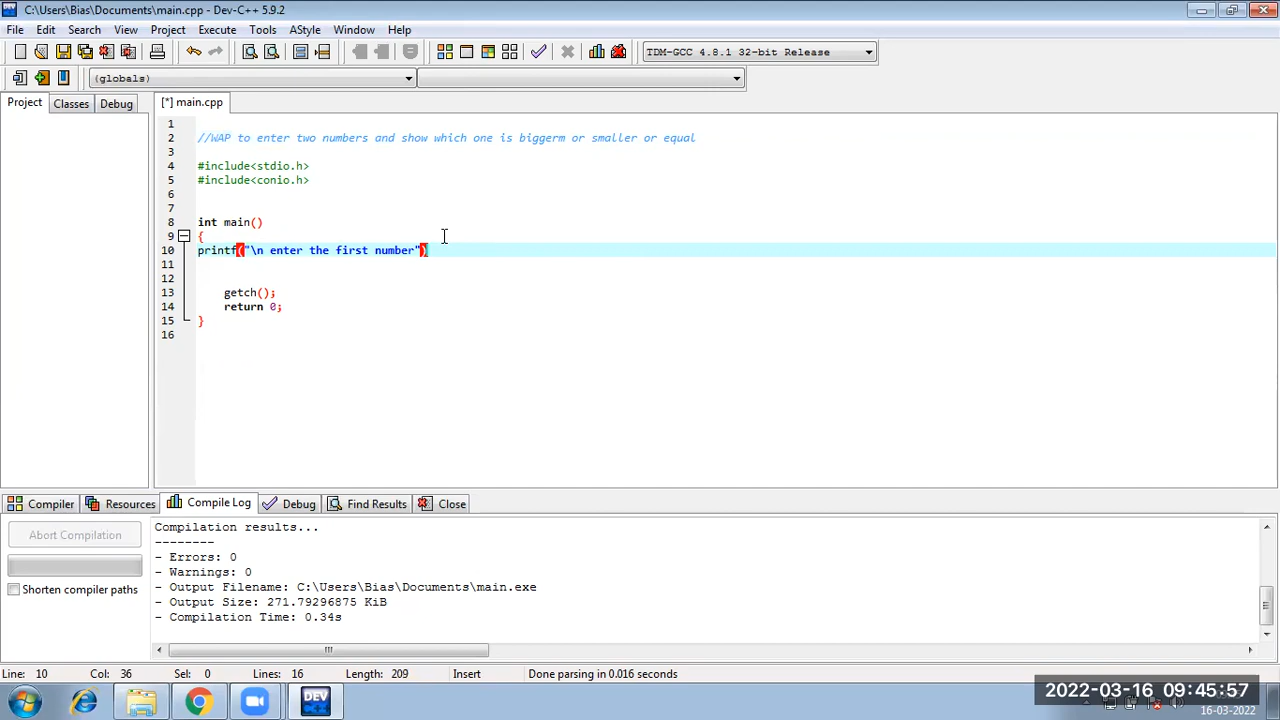 C:\Users\Bias\Documents\main.cpp - Dev-C++ 5.9.2
File Edit Search View Project Execute Tools AStyle Window Help
TDM-GCC 4.8.1 32-bit Release
(globals)
Project Classes Debug [*] main.cpp
1
2 //WAP to enter two numbers and show which one is biggerm or smaller or equal
3
4 #include<stdio.h>
5 #include<conio.h>
6
7
8 int main()
9 {
10 printf("\n enter the first number")
11
12
13 getch();
14 return 0;
15 }
16
Compiler Resources Compile Log Debug Find Results Close
Abort Compilation
Shorten compiler paths
Compilation results...
--------
- Errors: 0
- Warnings: 0
- Output Filename: C:\Users\Bias\Documents\main.exe
- Output Size: 271.79296875 KiB
- Compilation Time: 0.34s
Line: 10 Col: 36 Sel: 0 Lines: 16 Length: 209 Insert Done parsing in 0.016 seconds
DEV
2022-03-16 09:45:57
16-03-2022